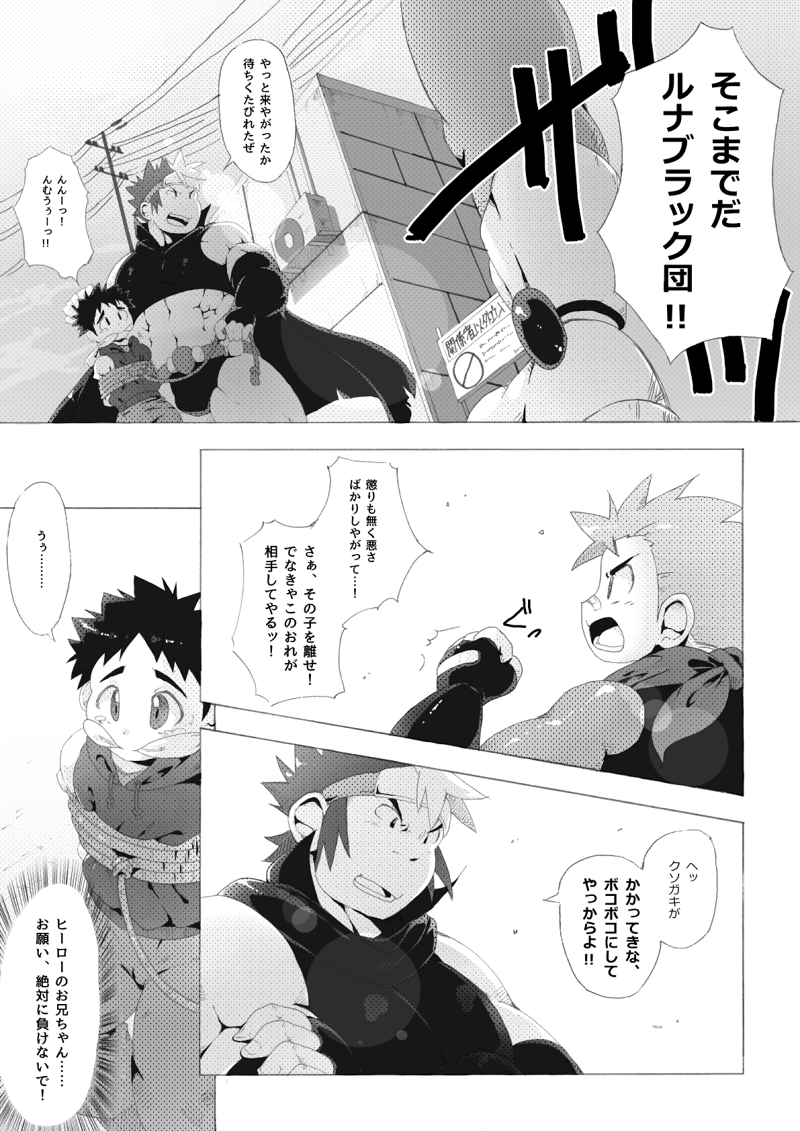 そこまでだ
ルナブラック団!!
やっと来やがったか
待ちくたびれたぜ
んんーっ!
んむうぅーっ!!
関係者以外立入
懲りも無く悪さ
ばかりしやがって…!
さぁ、その子を離せ!
でなきゃこのおれが
相手してやるッ!
うぅ………
ヘッ
クソガキが
かかってきな、
ボコボコにして
やっからよ!!
ヒーローのお兄ちゃん……
お願い、絶対に負けないで!